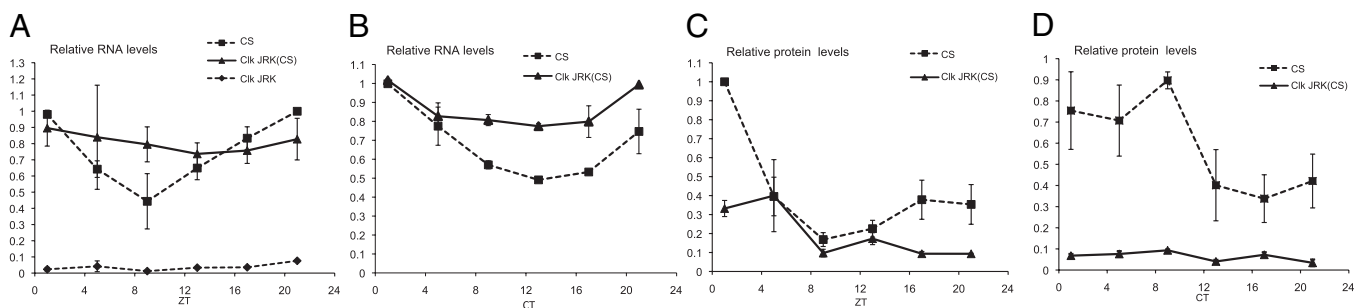 A
Relative RNA levels
CS
Clk JRK(CS)
Clk JRK
1.3
1.2
1.1
1
0.9
0.8
0.7
0.6
0.5
0.4
0.3
0.2
0.1
0
0 4 8 12 16 20 24
ZT
B
Relative RNA levels
CS
Clk JRK(CS)
1.1
1
0.9
0.8
0.7
0.6
0.5
0.4
0.3
0.2
0.1
0
0 4 8 12 16 20 24
CT
C
Relative protein levels
CS
Clk JRK(CS)
1.1
1
0.9
0.8
0.7
0.6
0.5
0.4
0.3
0.2
0.1
0
0 4 8 12 16 20 24
ZT
D
Relative protein levels
CS
Clk JRK(CS)
1
0.9
0.8
0.7
0.6
0.5
0.4
0.3
0.2
0.1
0
0 4 8 12 16 20 24
CT